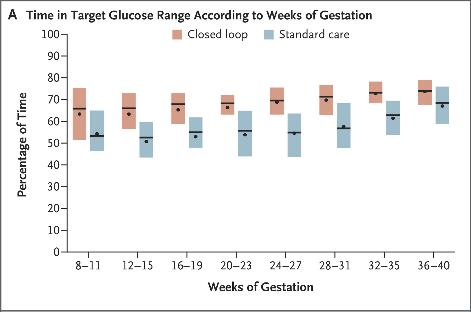 A Time in Target Glucose Range According to Weeks of Gestation
Closed loop Standard care
Percentage of Time
100
90
80
70
60
50
40
30
20
10
0
8–11 12–15 16–19 20–23 24–27 28–31 32–35 36–40
Weeks of Gestation